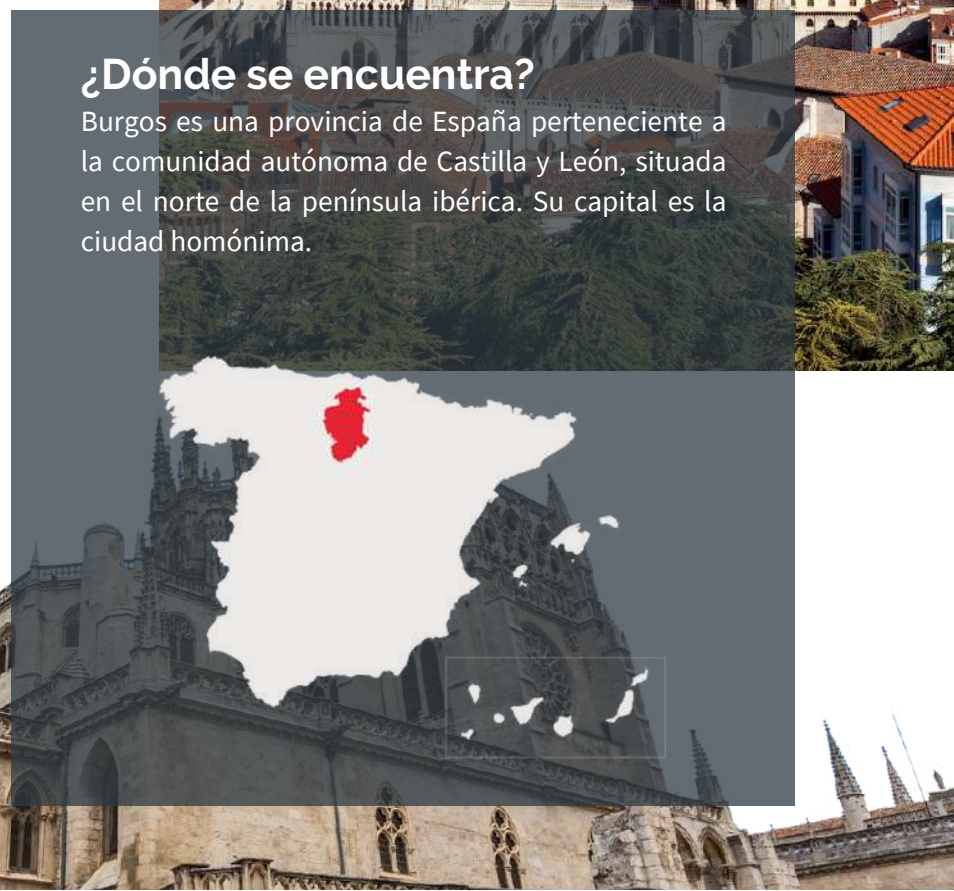 ¿Dónde se encuentra?
Burgos es una provincia de España perteneciente a
la comunidad autónoma de Castilla y León, situada
en el norte de la península ibérica. Su capital es la
ciudad homónima.